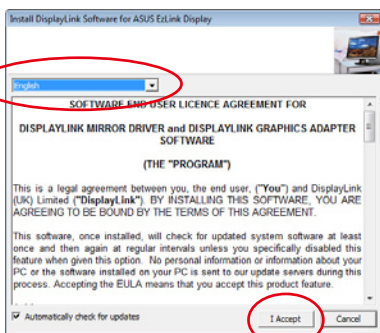 Install DisplayLink Software for ASUS EzLink Display
English
SOFTWARE END USER LICENCE AGREEMENT FOR
DISPLAYLINK MIRROR DRIVER and DISPLAYLINK GRAPHICS ADAPTER
SOFTWARE
(THE "PROGRAM")
This is a legal agreement between you, the end user, ("You") and DisplayLink
(UK) Limited ("DisplayLink"). BY INSTALLING THIS SOFTWARE, YOU ARE
AGREEING TO BE BOUND BY THE TERMS OF THIS AGREEMENT.
This software, once installed, will check for updated system software at least
once and then again at regular intervals unless you specifically disabled this
feature when given this option. No personal information or information about your
PC or the software installed on your PC is sent to our update servers during this
process. Accepting the EULA means that you accept this product feature.
Automatically check for updates
I Accept
Cancel